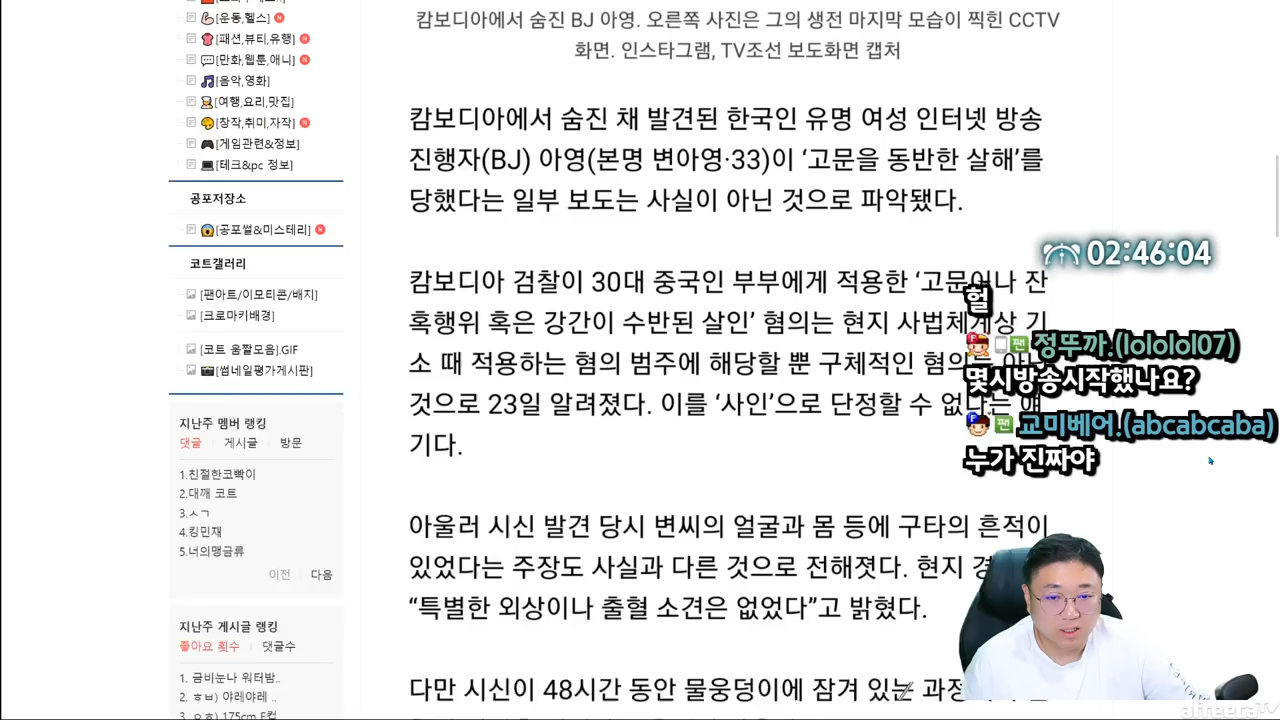 [운동,헬스] N
[패션,뷰티,유행] N
[만화,웹툰,애니] N
[음악,영화]
[여행,요리,맛집]
[창작,취미,자작] N
[게임관련&정보]
[테크&pc 정보]
공포저장소
[공포썰&미스테리] N
코트갤러리
[팬아트/이모티콘/배지]
[크로마키배경]
[코트 움짤모음].GIF
[썸네일평가게시판]
지난주 멤버 랭킹
댓글 게시글 방문
1.친절한코빡이
2.대깨 코트
3.ㅅㄱ
4.킹민재
5.너의맹금류
이전 다음
지난주 게시글 랭킹
좋아요 횟수 댓글수
1. 금비눈나 워터밤..
2. ㅎㅂ) 야레야레 ..
3. ㅇㅎ) 175cm F컵
캄보디아에서 숨진 BJ 아영. 오른쪽 사진은 그의 생전 마지막 모습이 찍힌 CCTV
화면. 인스타그램, TV조선 보도화면 캡처
캄보디아에서 숨진 채 발견된 한국인 유명 여성 인터넷 방송
진행자(BJ) 아영(본명 변아영·33)이 ‘고문을 동반한 살해’를
당했다는 일부 보도는 사실이 아닌 것으로 파악됐다.
캄보디아 검찰이 30대 중국인 부부에게 적용한 ‘고문이나 잔
혹행위 혹은 강간이 수반된 살인’ 혐의는 현지 사법체계상 기
소 때 적용하는 혐의 범주에 해당할 뿐 구체적인 혐의는 아닌
것으로 23일 알려졌다. 이를 ‘사인’으로 단정할 수 없다는 얘
기다.
아울러 시신 발견 당시 변씨의 얼굴과 몸 등에 구타의 흔적이
있었다는 주장도 사실과 다른 것으로 전해졋다. 현지 경
“특별한 외상이나 출혈 소견은 없었다”고 밝혔다.
다만 시신이 48시간 동안 물웅덩이에 잠겨 있는 과정
02:46:04
헐
정뚜까.(lololol07)
몇시방송시작했나요?
교미베어.(abcabcaba)
누가 진짜야
afreecaTV